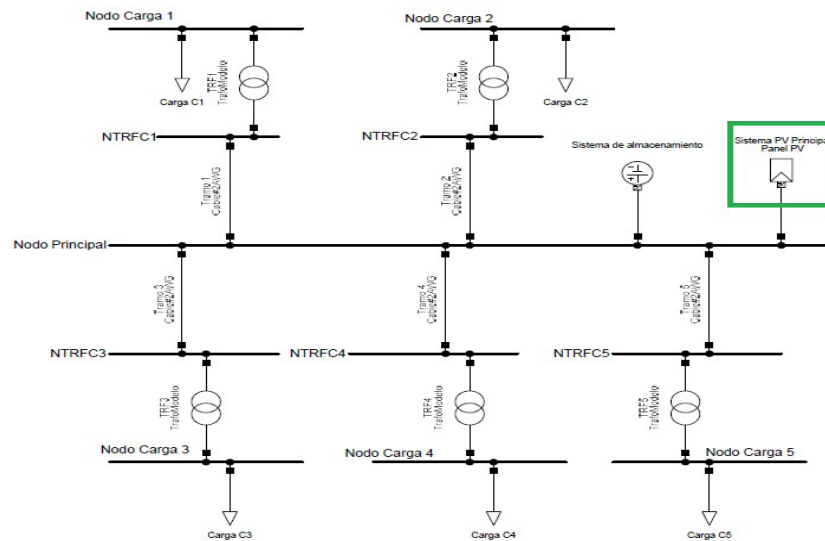 Nodo Carga 1
Nodo Carga 2
TRF1
TrafoModelo
Carga C1
TRF2
TrafoModelo
Carga C2
NTRFC1
NTRFC2
Sistema de almacenamiento
Sistema PV Principa
Panel PV
Tramo 1
Cable#2AWG
Tramo 2
Cable#2AWG
Nodo Principal
Tramo 3
Cable#2AWG
Tramo 4
Cable#2AWG
Tramo 5
Cable#2AWG
NTRFC3
NTRFC4
NTRFC5
TRF3
TrafoModelo
TRF4
TrafoModelo
TRF5
TrafoModelo
Nodo Carga 3
Nodo Carga 4
Nodo Carga 5
Carga C3
Carga C4
Carga C5